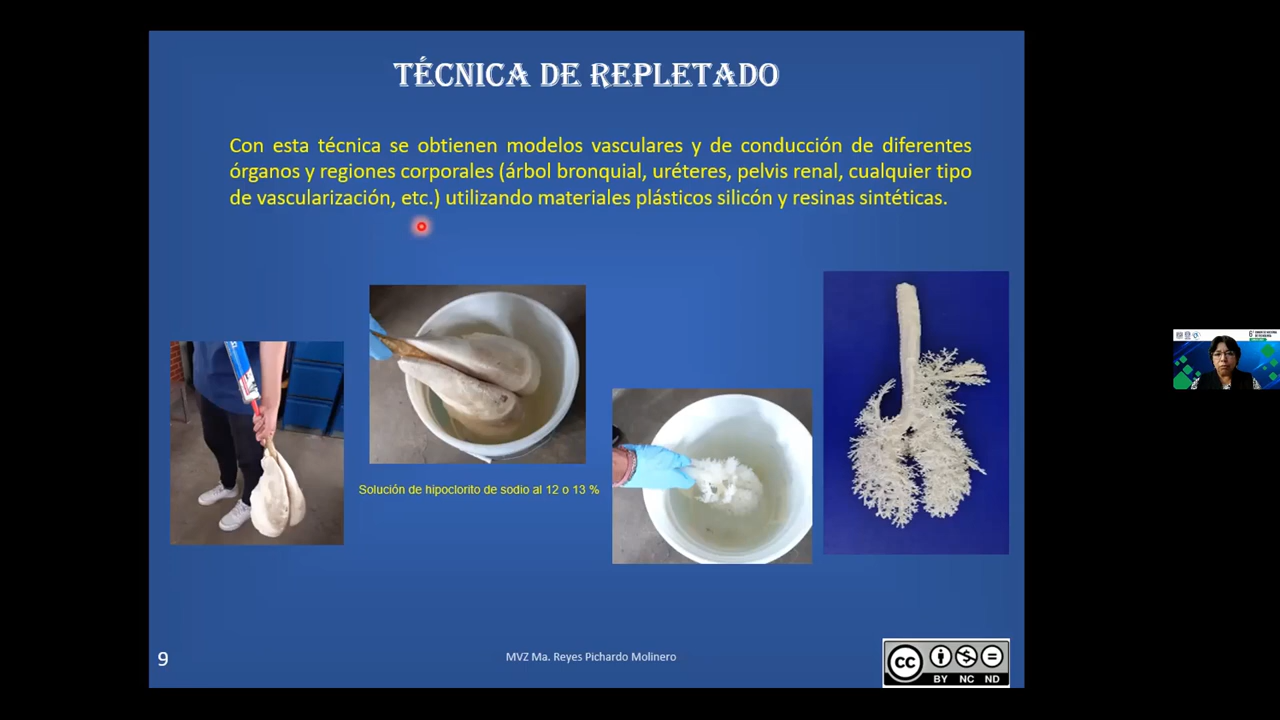 TÉCNICA DE REPLETADO
Con esta técnica se obtienen modelos vasculares y de conducción de diferentes
órganos y regiones corporales (árbol bronquial, uréteres, pelvis renal, cualquier tipo
de vascularización, etc.) utilizando materiales plásticos silicón y resinas sintéticas.
Solución de hipoclorito de sodio al 12 o 13 %
9
MVZ Ma. Reyes Pichardo Molinero
cc
BY NC ND